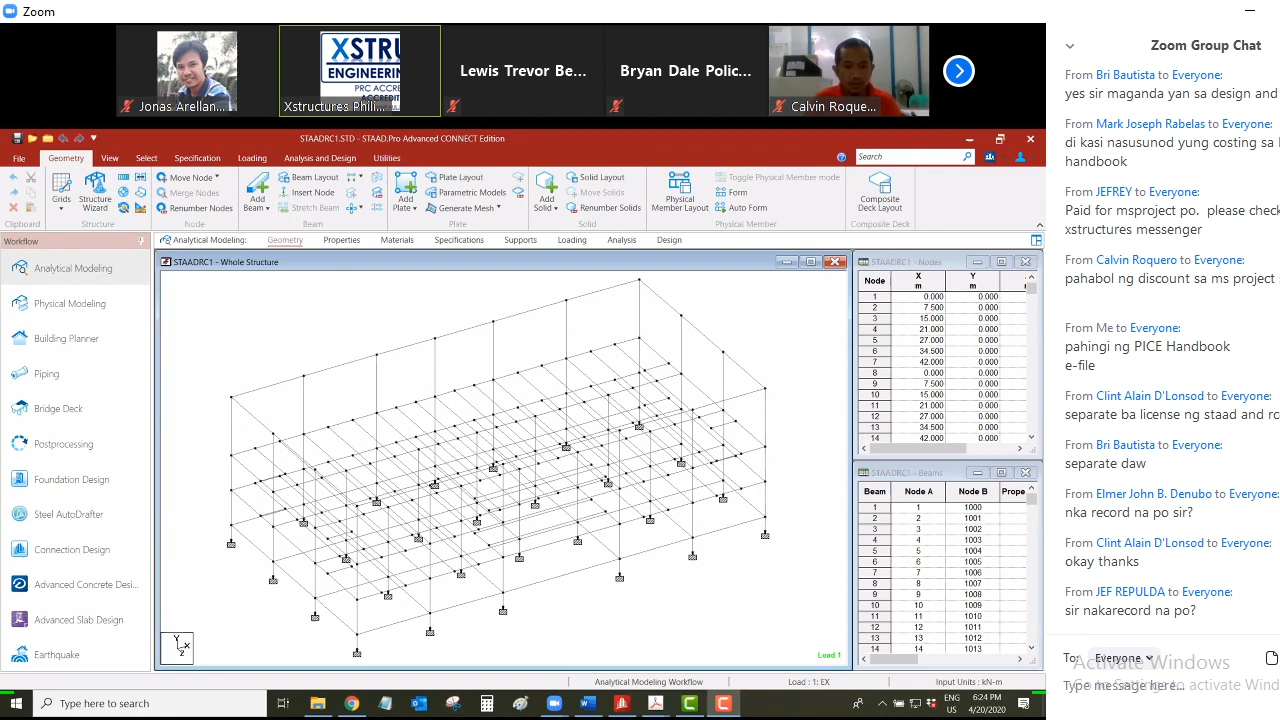 Zoom
Jonas Arellan...
XSTRU
ENGINEERIN
PRC ACCRE
Xstructures Phili...
Lewis Trevor Be...
Bryan Dale Polic...
Calvin Roque...
STAADRC1.STD - STAAD.Pro Advanced CONNECT Edition
File Geometry View Select Specification Loading Analysis and Design Utilities
Search
Grids
Structure Wizard
Move Node
Merge Nodes
Renumber Nodes
Add Beam
Beam Layout
Insert Node
Stretch Beam
Add Plate
Plate Layout
Parametric Models
Generate Mesh
Add Solid
Solid Layout
Move Solids
Renumber Solids
Physical Member Layout
Toggle Physical Member mode
Form
Auto Form
Composite Deck Layout
Clipboard Structure Node Beam Plate Solid Physical Member Composite Deck
Workflow
Analytical Modeling: Geometry Properties Materials Specifications Supports Loading Analysis Design
Analytical Modeling
Physical Modeling
Building Planner
Piping
Bridge Deck
Postprocessing
Foundation Design
Steel AutoDrafter
Connection Design
Advanced Concrete Desi...
Advanced Slab Design
Earthquake
STAADRC1 - Whole Structure
Y
X
Z
Load 1
STAADRC1 - Nodes
Node X m Y m
1 0.000 0.000
2 7.500 0.000
3 15.000 0.000
4 21.000 0.000
5 27.000 0.000
6 34.500 0.000
7 42.000 0.000
8 0.000 0.000
9 7.500 0.000
10 15.000 0.000
11 21.000 0.000
12 27.000 0.000
13 34.500 0.000
14 42.000 0.000
STAADRC1 - Beams
Beam Node A Node B Prope
1 1 1000
2 2 1001
3 3 1002
4 4 1003
5 5 1004
6 6 1005
7 7 1006
8 8 1007
9 9 1008
10 10 1009
11 11 1010
12 12 1011
13 13 1012
14 14 1013
Analytical Modeling Workflow Load : 1: EX Input Units : kN-m
Type here to search
ENG
US
6:24 PM
4/20/2020
Zoom Group Chat
From Bri Bautista to Everyone:
yes sir maganda yan sa design and
From Mark Joseph Rabelas to Everyone:
di kasi nasusunod yung costing sa
handbook
From JEFREY to Everyone:
Paid for msproject po. please check
xstructures messenger
From Calvin Roquero to Everyone:
pahabol ng discount sa ms project
From Me to Everyone:
pahingi ng PICE Handbook
e-file
From Clint Alain D'Lonsod to Everyone:
separate ba license ng staad and
From Bri Bautista to Everyone:
separate daw
From Elmer John B. Denubo to Everyone:
nka record na po sir?
From Clint Alain D'Lonsod to Everyone:
okay thanks
From JEF REPULDA to Everyone:
sir nakarecord na po?
To: Everyone
Type message here...
Activate Windows
Go to Settings to activate Wind